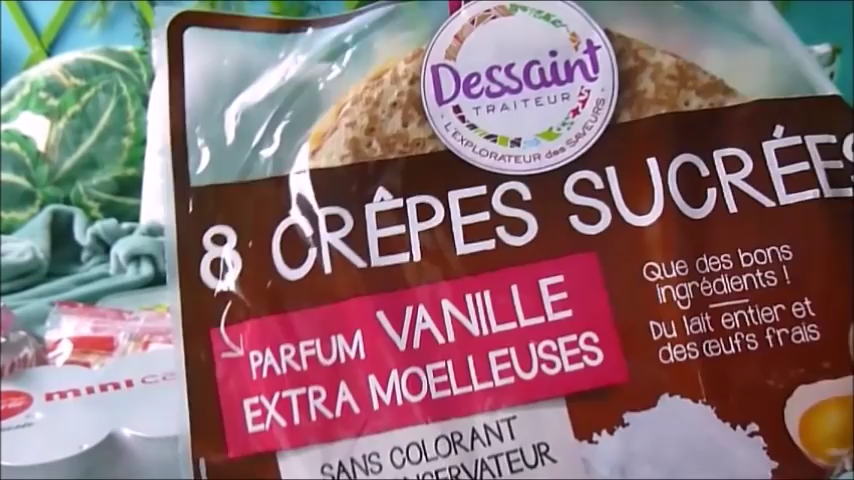 Dessaint
TRAITEUR
L'EXPLORATEUR des SAVEURS
8 CRÊPES SUCRÉES
Que des bons
ingrédients !
Du lait entier et
des œufs frais
PARFUM VANILLE
EXTRA MOELLEUSES
SANS COLORANT
mini